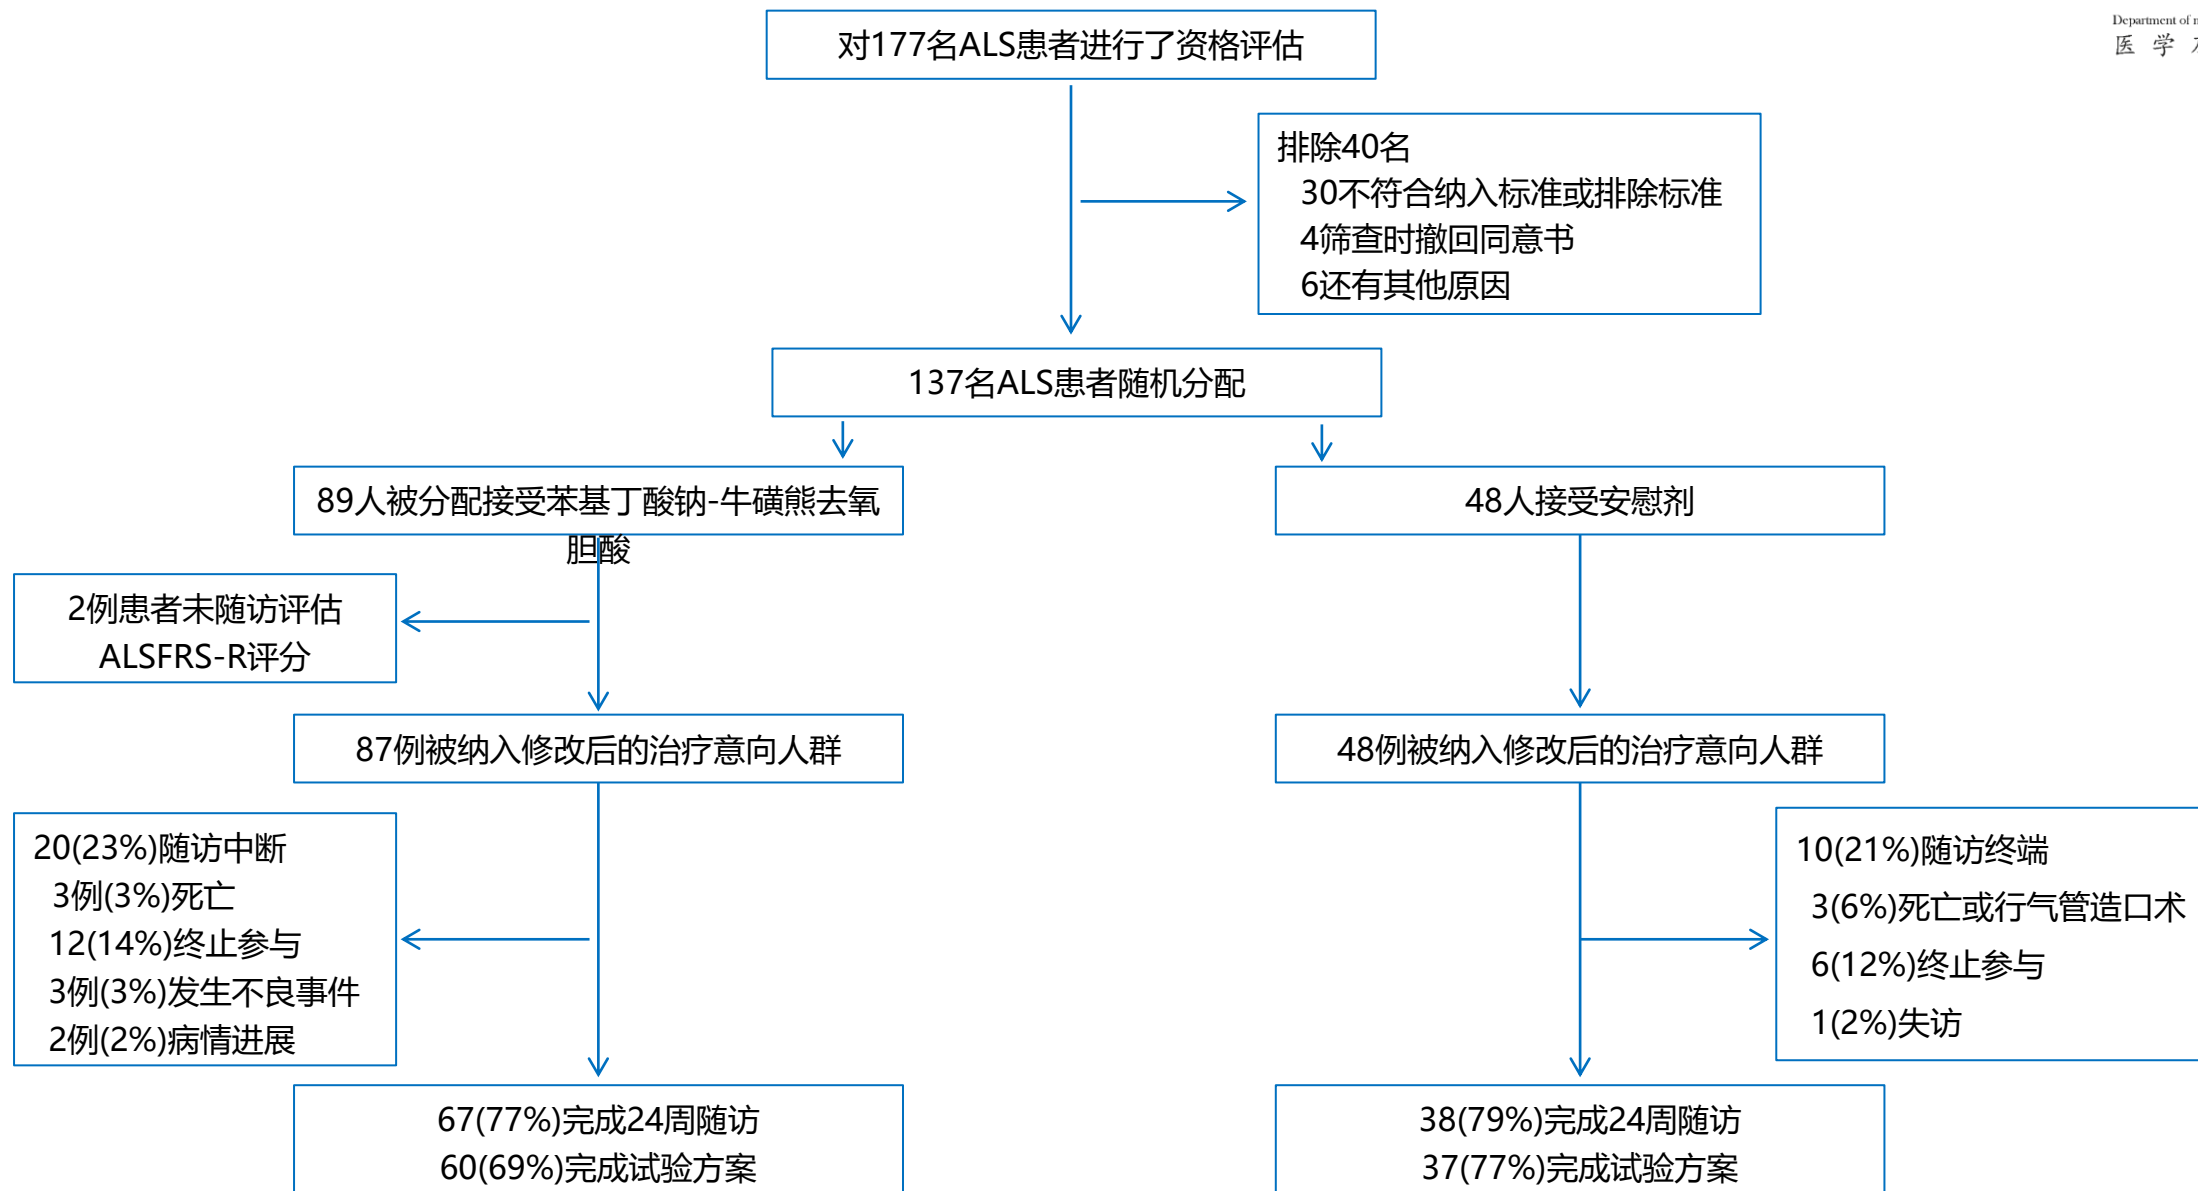 Department of
医 学
对177名ALS患者进行了资格评估
排除40名
30不符合纳入标准或排除标准
4筛查时撤回同意书
6还有其他原因
137名ALS患者随机分配
89人被分配接受苯基丁酸钠-牛磺熊去氧
胆酸
48人接受安慰剂
2例患者未随访评估
ALSFRS-R评分
87例被纳入修改后的治疗意向人群
48例被纳入修改后的治疗意向人群
20(23%)随访中断
3例(3%)死亡
12(14%)终止参与
3例(3%)发生不良事件
2例(2%)病情进展
10(21%)随访终端
3(6%)死亡或行气管造口术
6(12%)终止参与
1(2%)失访
67(77%)完成24周随访
60(69%)完成试验方案
38(79%)完成24周随访
37(77%)完成试验方案